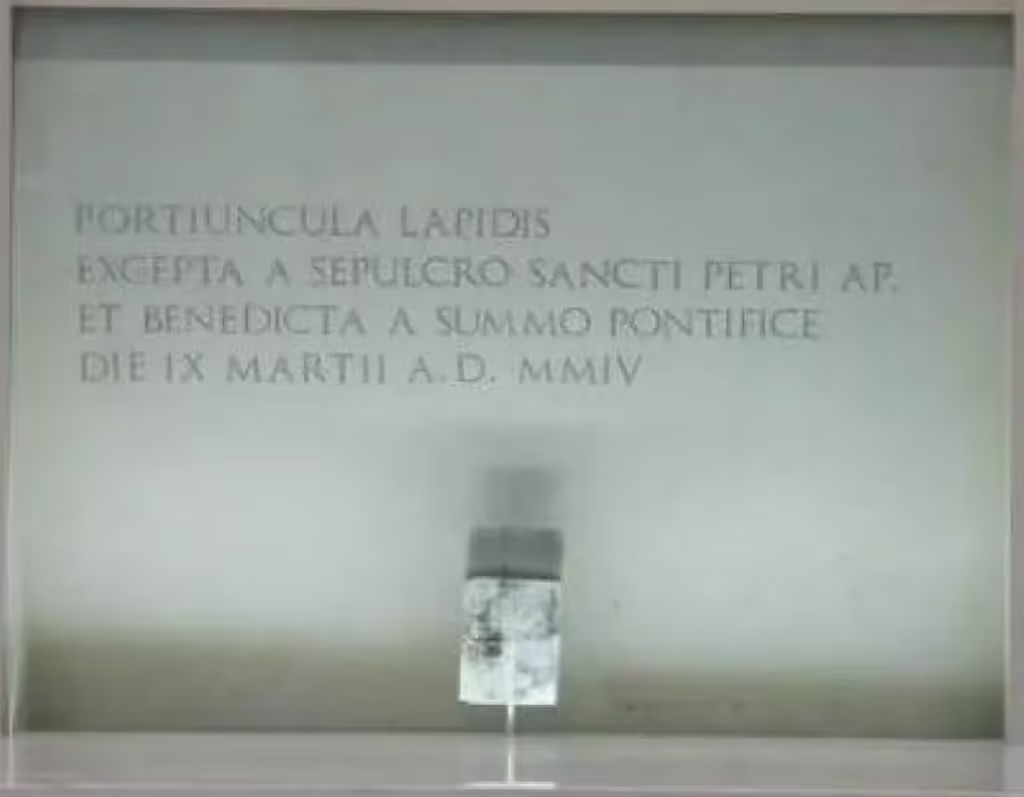 PORTIUNCULA LAPIDIS
EXCEPTA A SEPULCRO SANCTI PETRI AP.
ET BENEDICTA A SUMMO PONTIFICE
DIE IX MARTII A.D. MMIV